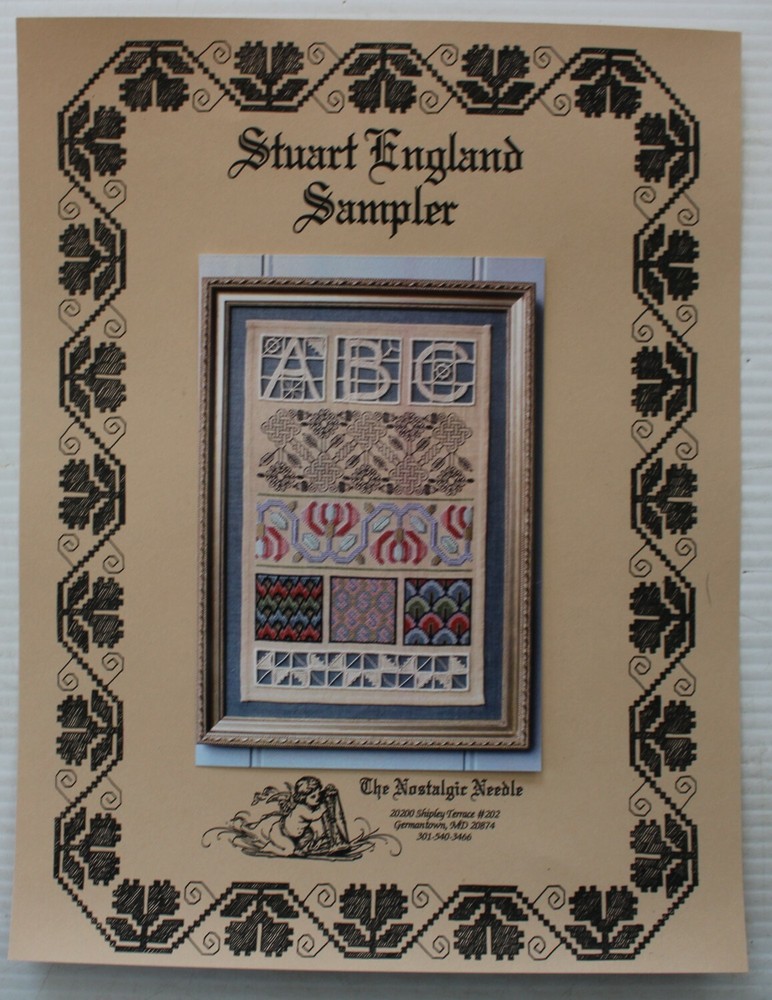 Stuart England
Sampler
ABC
The Nostalgic Needle
20200 Shipley Terrace #202
Germantown, MD 20874
301-540-3466